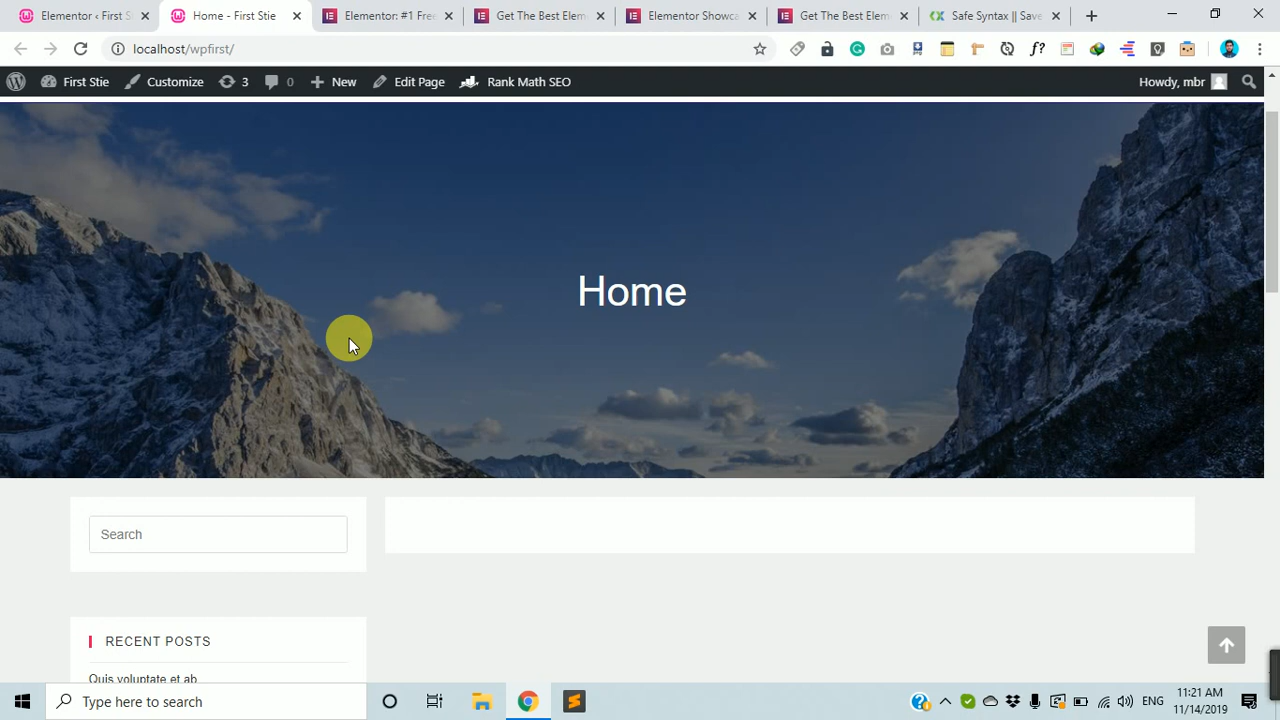 Elementor ‹ First St
Home - First Stie
Elementor: #1 Free
Get The Best Elem
Elementor Showca
Get The Best Elem
Safe Syntax || Save
localhost/wpfirst/
First Stie
Customize
3
0
New
Edit Page
Rank Math SEO
Howdy, mbr
Home
Search
RECENT POSTS
Quis voluptate et ab
Type here to search
ENG
11:21 AM
11/14/2019